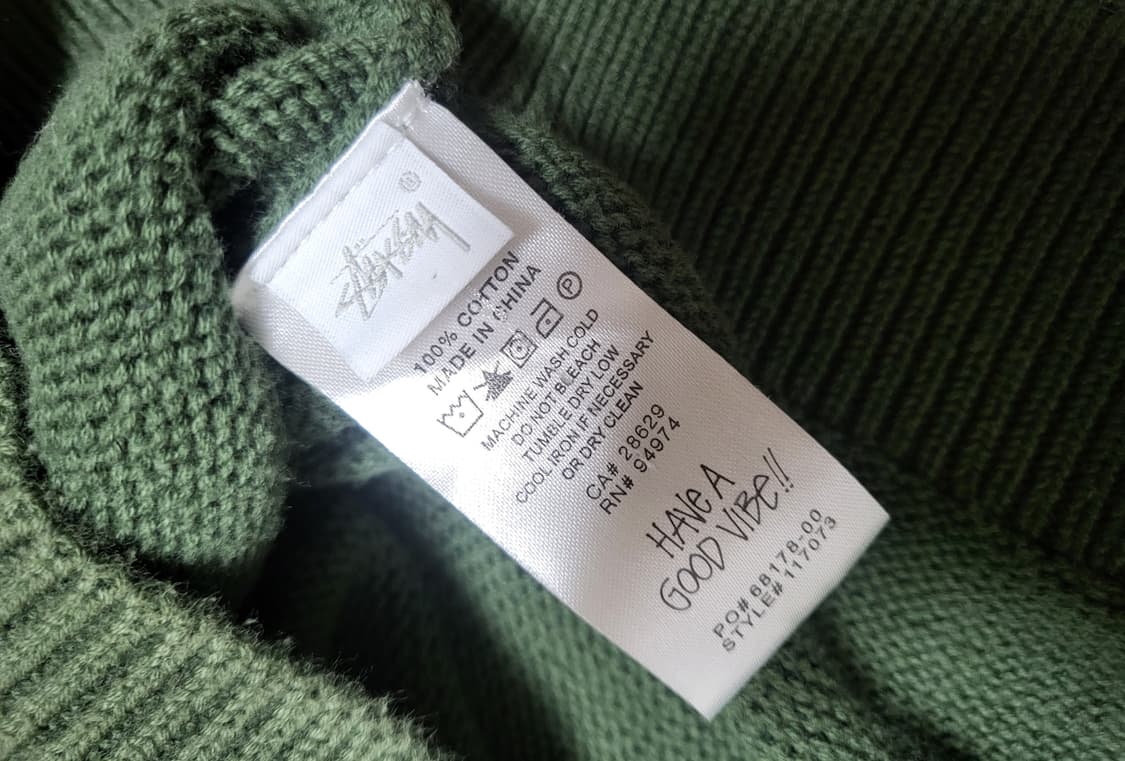 STÜSSY ®
100% COTTON
MADE IN CHINA
P
MACHINE WASH COLD
DO NOT BLEACH
TUMBLE DRY LOW
COOL IRON IF NECESSARY
OR DRY CLEAN
CA# 28629
RN# 94974
HAVE A
GOOD VIBE!!
PO# 68178-00
STYLE# 117073